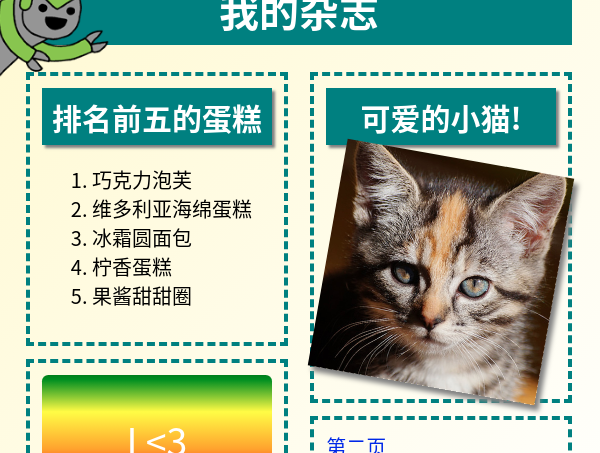 我的杂志
排名前五的蛋糕
1. 巧克力泡芙
2. 维多利亚海绵蛋糕
3. 冰霜圆面包
4. 柠香蛋糕
5. 果酱甜甜圈
I <3
可爱的小猫!
第二页